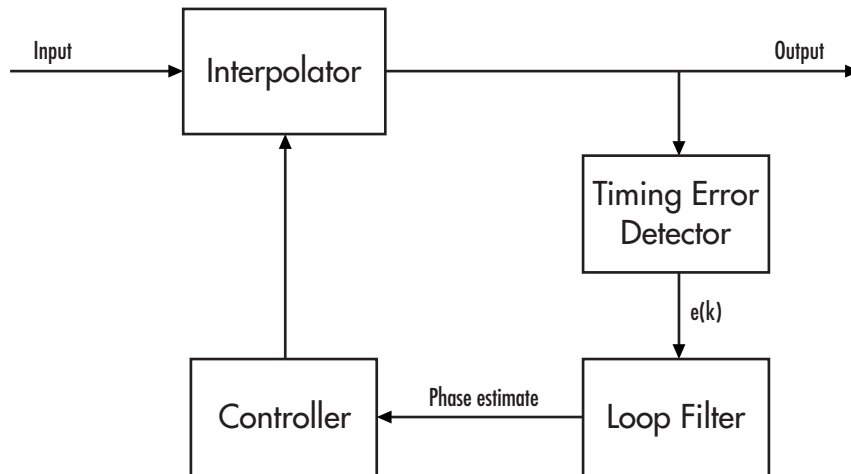 Input
Interpolator
Output
Timing Error
Detector
e(k)
Controller
Phase estimate
Loop Filter